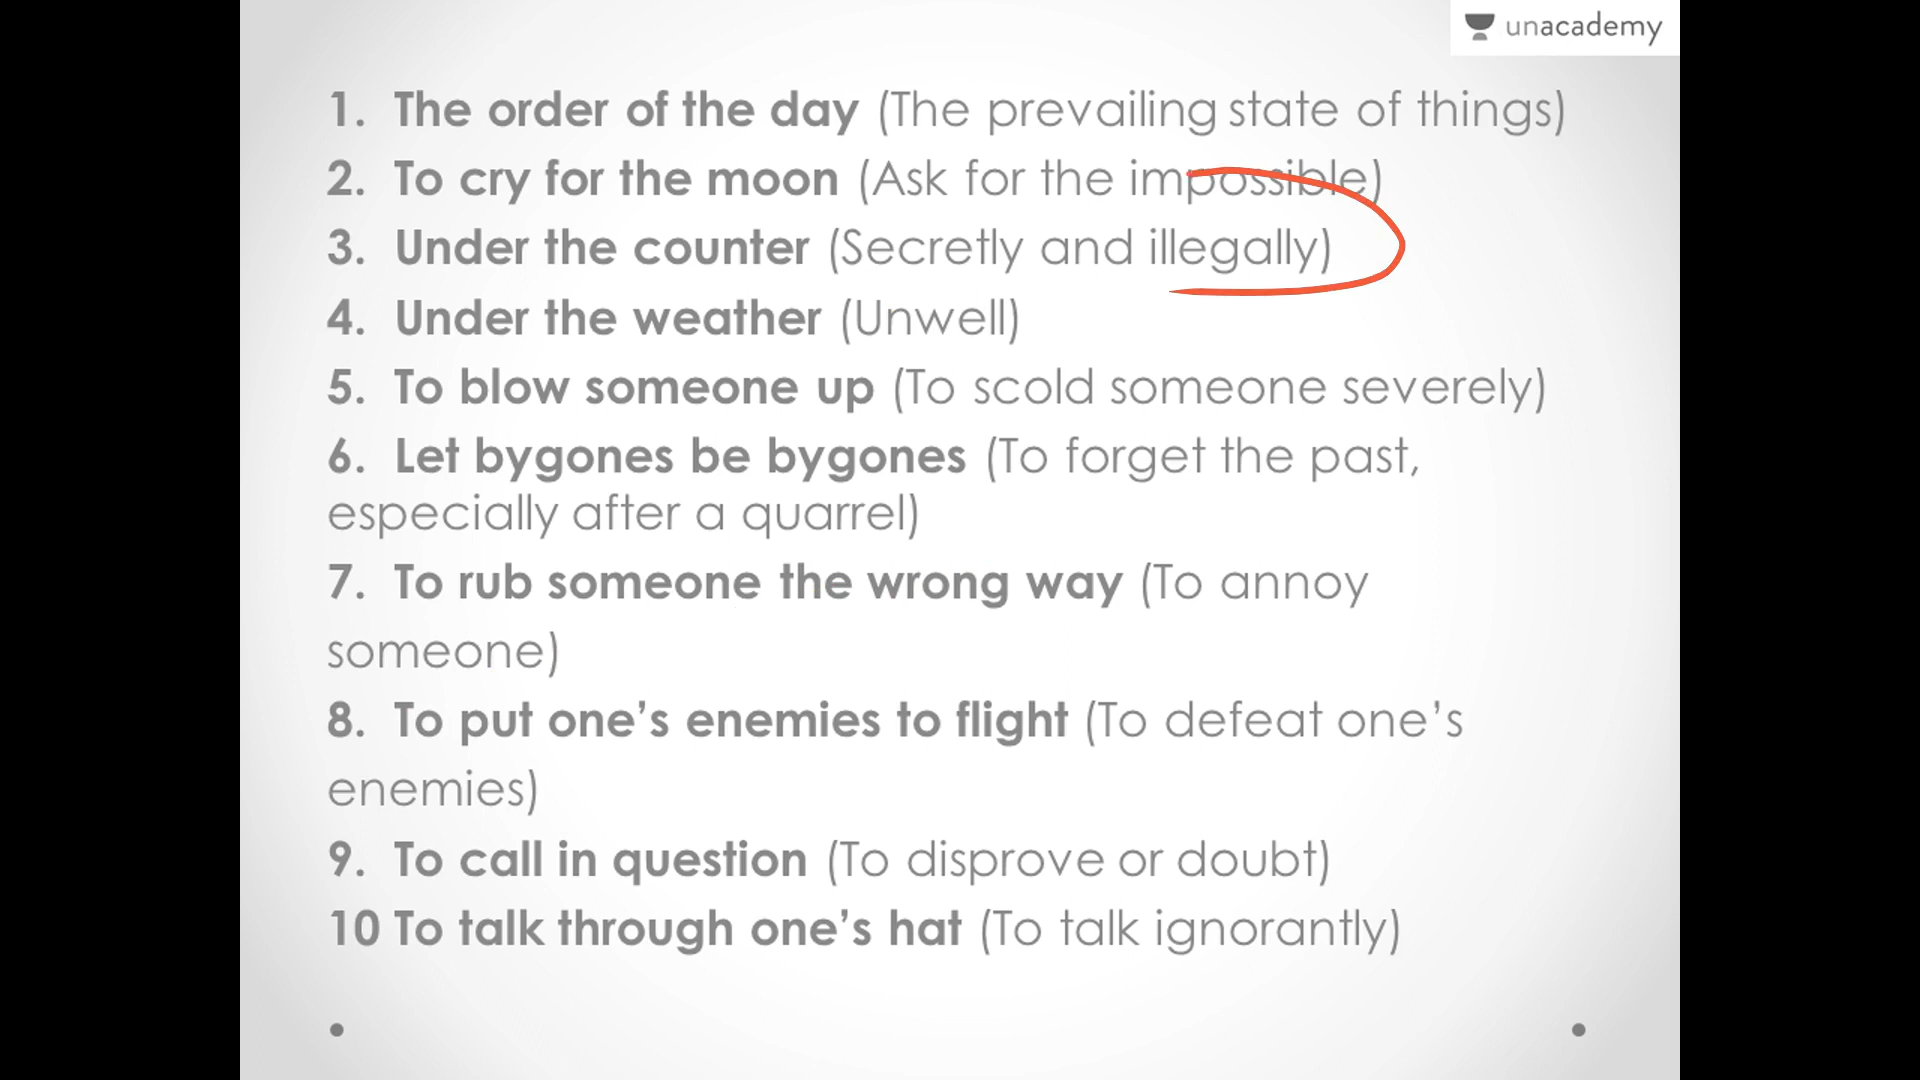 unacademy
1. The order of the day (The prevailing state of things)
2. To cry for the moon (Ask for the impossible)
3. Under the counter (Secretly and illegally)
4. Under the weather (Unwell)
5. To blow someone up (To scold someone severely)
6. Let bygones be bygones (To forget the past,
especially after a quarrel)
7. To rub someone the wrong way (To annoy
someone)
8. To put one’s enemies to flight (To defeat one’s
enemies)
9. To call in question (To disprove or doubt)
10 To talk through one’s hat (To talk ignorantly)